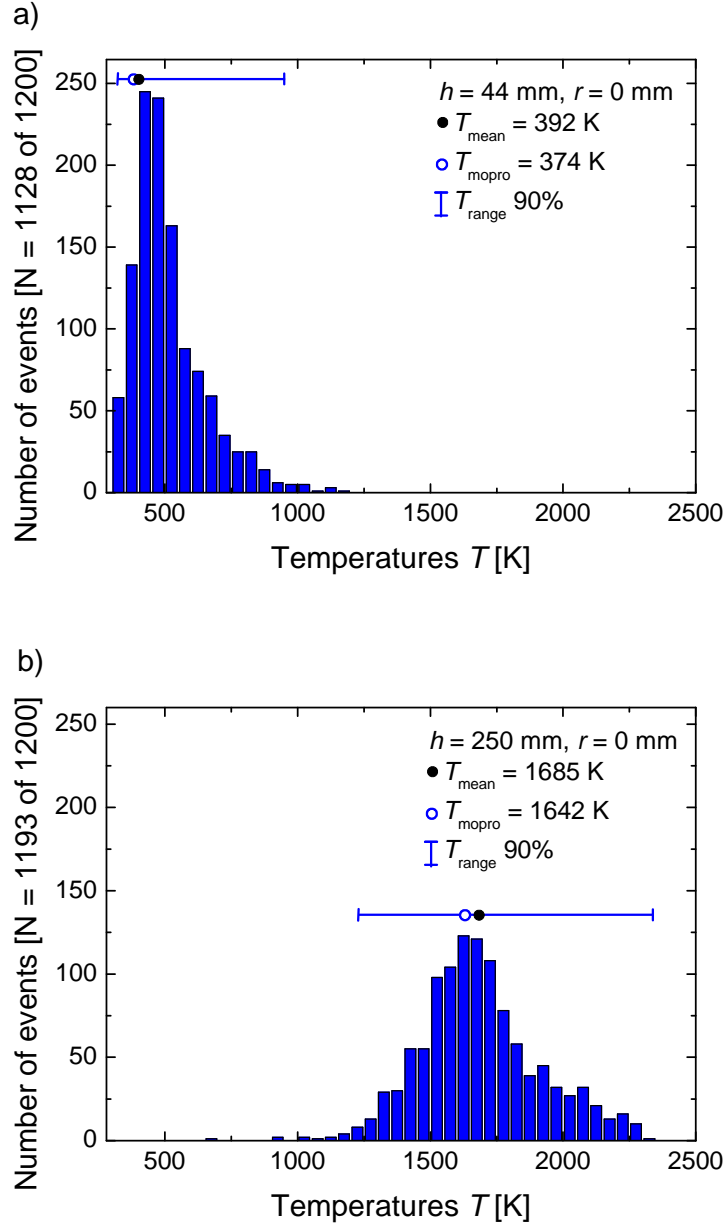 a)
250
200
150
100
50
0
Number of events [N = 1128 of 1200]
h = 44 mm, r = 0 mm
T_mean = 392 K
T_mopro = 374 K
T_range 90%
500 1000 1500 2000 2500
Temperatures T [K]
b)
250
200
150
100
50
0
Number of events [N = 1193 of 1200]
h = 250 mm, r = 0 mm
T_mean = 1685 K
T_mopro = 1642 K
T_range 90%
500 1000 1500 2000 2500
Temperatures T [K]